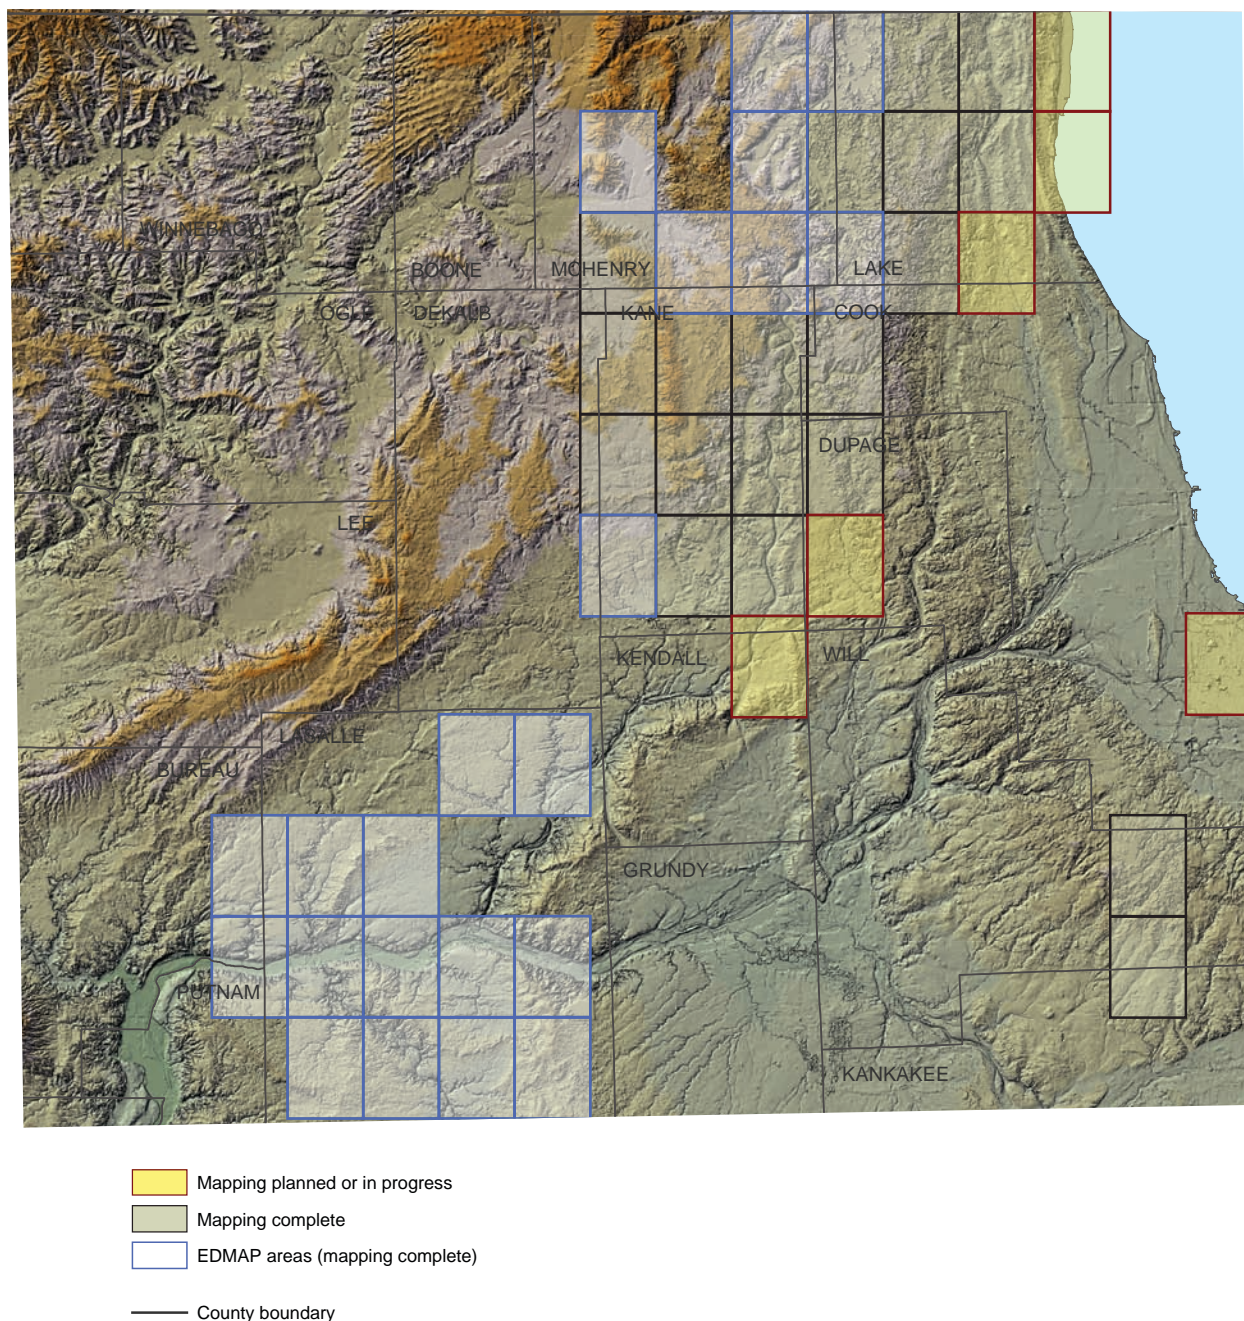 WINNEBAGO
BOONE
MCHENRY
LAKE
OGLE
DEKALB
KANE
COOK
DUPAGE
LEE
KENDALL
WILL
LASALLE
BUREAU
GRUNDY
PUTNAM
KANKAKEE
Mapping planned or in progress
Mapping complete
EDMAP areas (mapping complete)
County boundary